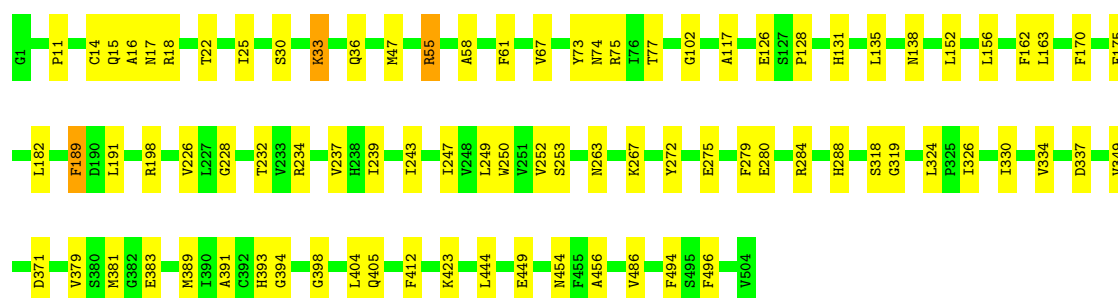 G1 P11 C14 Q15 A16 N17 R18 T22 I25 S30 K33 Q36 M47 R55 A58 F61 V67 Y73 N74 R75 I76 T77 G102 A117 E126 S127 P128 H131 L135 N138 L152 L156 F162 L163 F170
L182 F189 D190 L191 R198 V226 L227 G228 T232 V233 R234 V237 H238 I239 I243 I247 V248 L249 W250 V251 V252 S253 N263 K267 Y272 E275 F279 E280 R284 H288 S318 G319 L324 P325 I326 I330 V334 D337
D371 V379 S380 M381 G382 E383 M389 I390 A391 C392 H393 G394 G398 L404 Q405 F412 K423 L444 E449 N454 F455 A456 V486 F494 S495 F496 V504